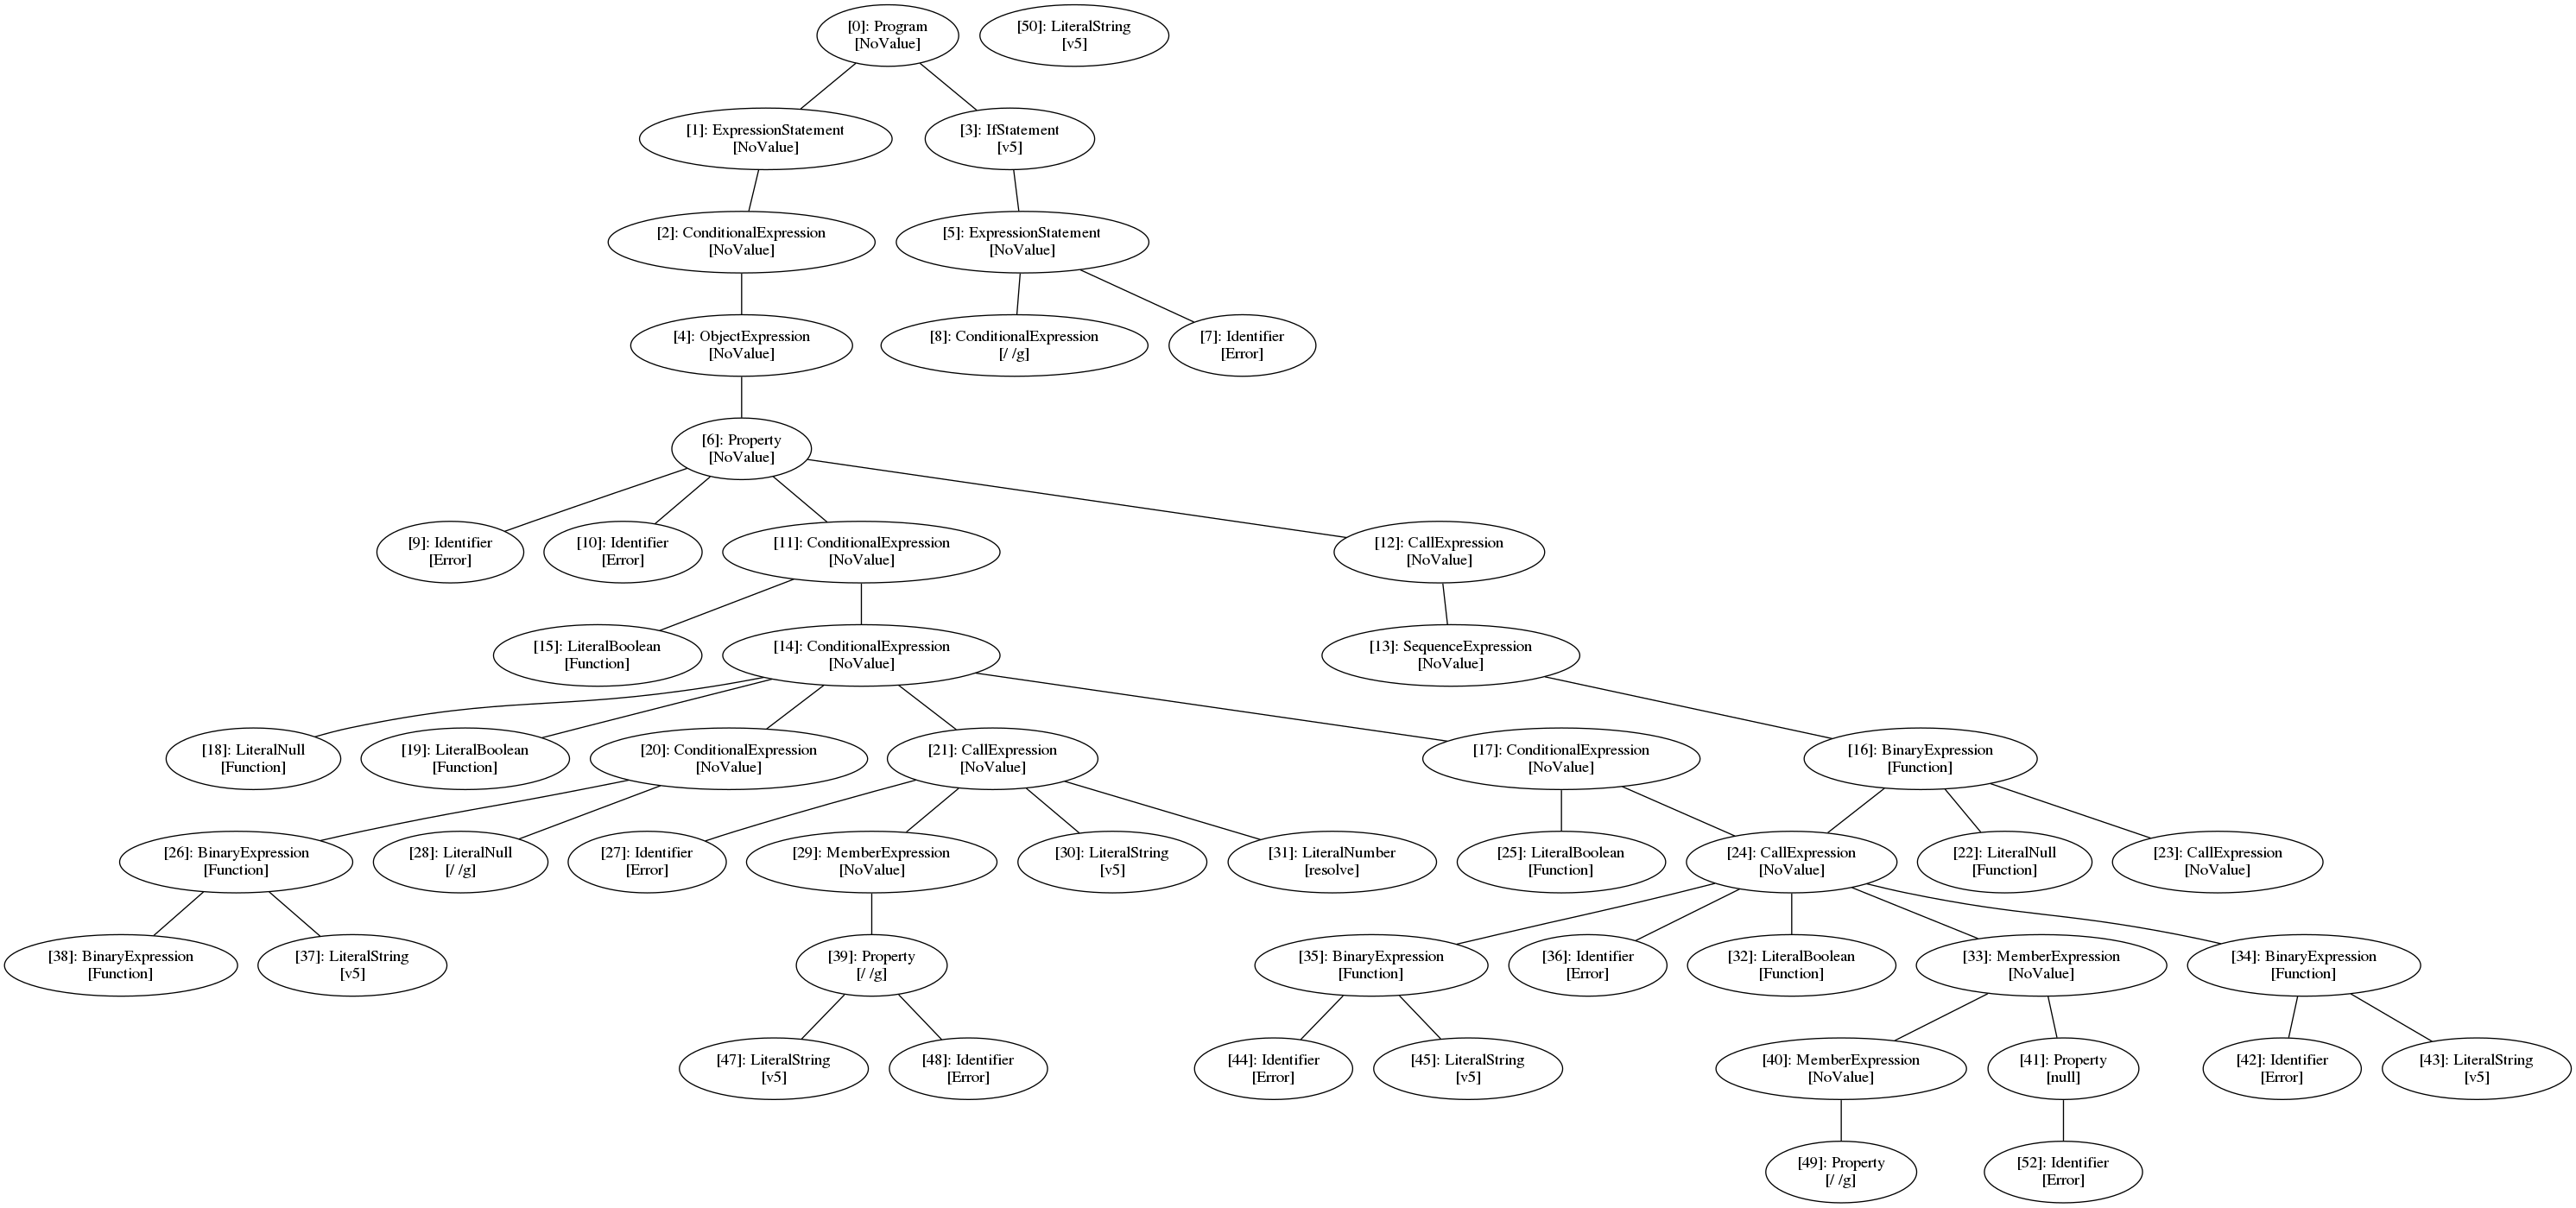 [0]: Program
[NoValue]
[50]: LiteralString
[v5]
[1]: ExpressionStatement
[NoValue]
[3]: IfStatement
[v5]
[2]: ConditionalExpression
[NoValue]
[5]: ExpressionStatement
[NoValue]
[4]: ObjectExpression
[NoValue]
[8]: ConditionalExpression
[/ /g]
[7]: Identifier
[Error]
[6]: Property
[NoValue]
[9]: Identifier
[Error]
[10]: Identifier
[Error]
[11]: ConditionalExpression
[NoValue]
[12]: CallExpression
[NoValue]
[15]: LiteralBoolean
[Function]
[14]: ConditionalExpression
[NoValue]
[13]: SequenceExpression
[NoValue]
[18]: LiteralNull
[Function]
[19]: LiteralBoolean
[Function]
[20]: ConditionalExpression
[NoValue]
[21]: CallExpression
[NoValue]
[17]: ConditionalExpression
[NoValue]
[16]: BinaryExpression
[Function]
[26]: BinaryExpression
[Function]
[28]: LiteralNull
[/ /g]
[27]: Identifier
[Error]
[29]: MemberExpression
[NoValue]
[30]: LiteralString
[v5]
[31]: LiteralNumber
[resolve]
[25]: LiteralBoolean
[Function]
[24]: CallExpression
[NoValue]
[22]: LiteralNull
[Function]
[23]: CallExpression
[NoValue]
[38]: BinaryExpression
[Function]
[37]: LiteralString
[v5]
[39]: Property
[/ /g]
[35]: BinaryExpression
[Function]
[36]: Identifier
[Error]
[32]: LiteralBoolean
[Function]
[33]: MemberExpression
[NoValue]
[34]: BinaryExpression
[Function]
[47]: LiteralString
[v5]
[48]: Identifier
[Error]
[44]: Identifier
[Error]
[45]: LiteralString
[v5]
[40]: MemberExpression
[NoValue]
[41]: Property
[null]
[42]: Identifier
[Error]
[43]: LiteralString
[v5]
[49]: Property
[/ /g]
[52]: Identifier
[Error]